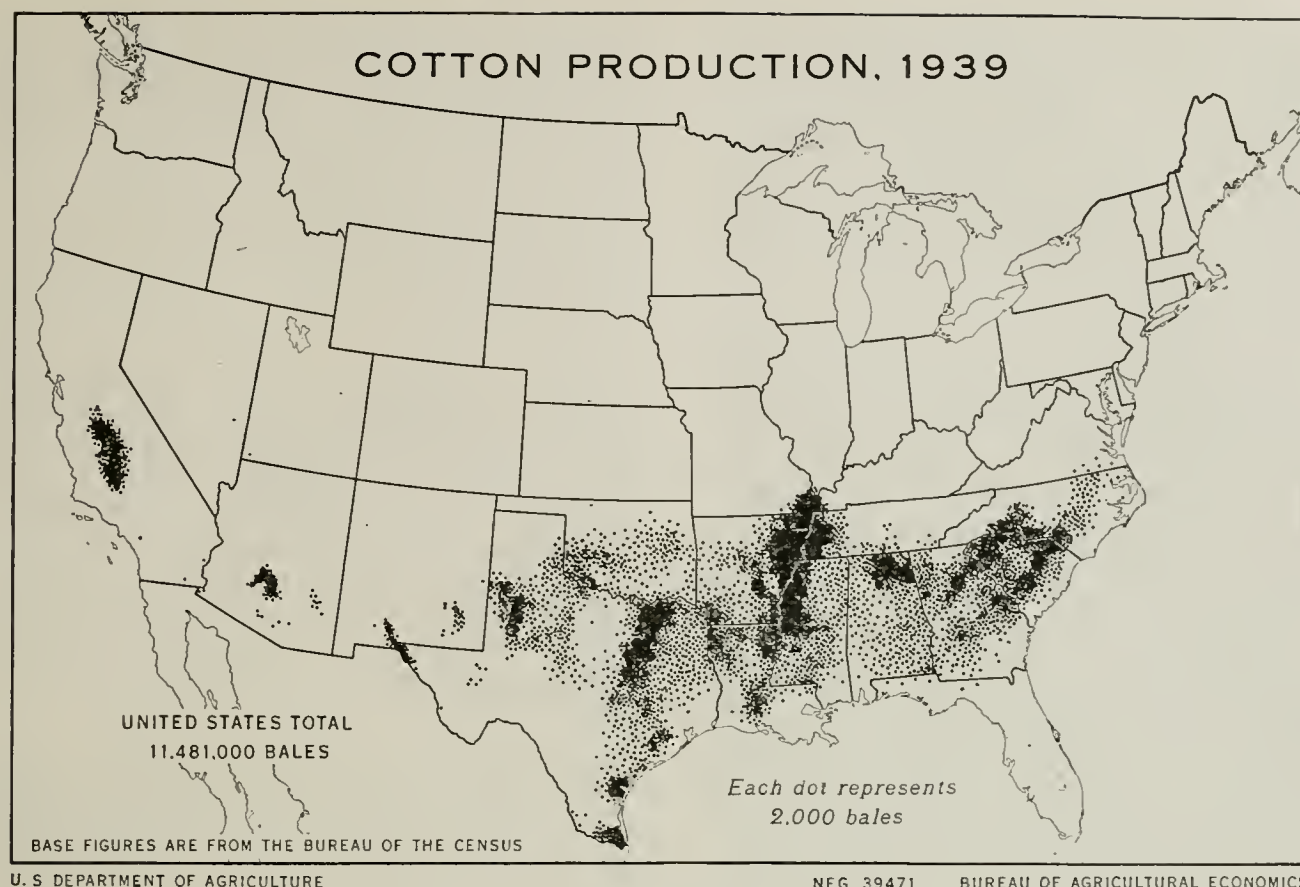 COTTON PRODUCTION, 1939
UNITED STATES TOTAL
11,481,000 BALES
Each dot represents
2,000 bales
BASE FIGURES ARE FROM THE BUREAU OF THE CENSUS
U. S DEPARTMENT OF AGRICULTURE
NEG. 39471 BUREAU OF AGRICULTURAL ECONOMICS